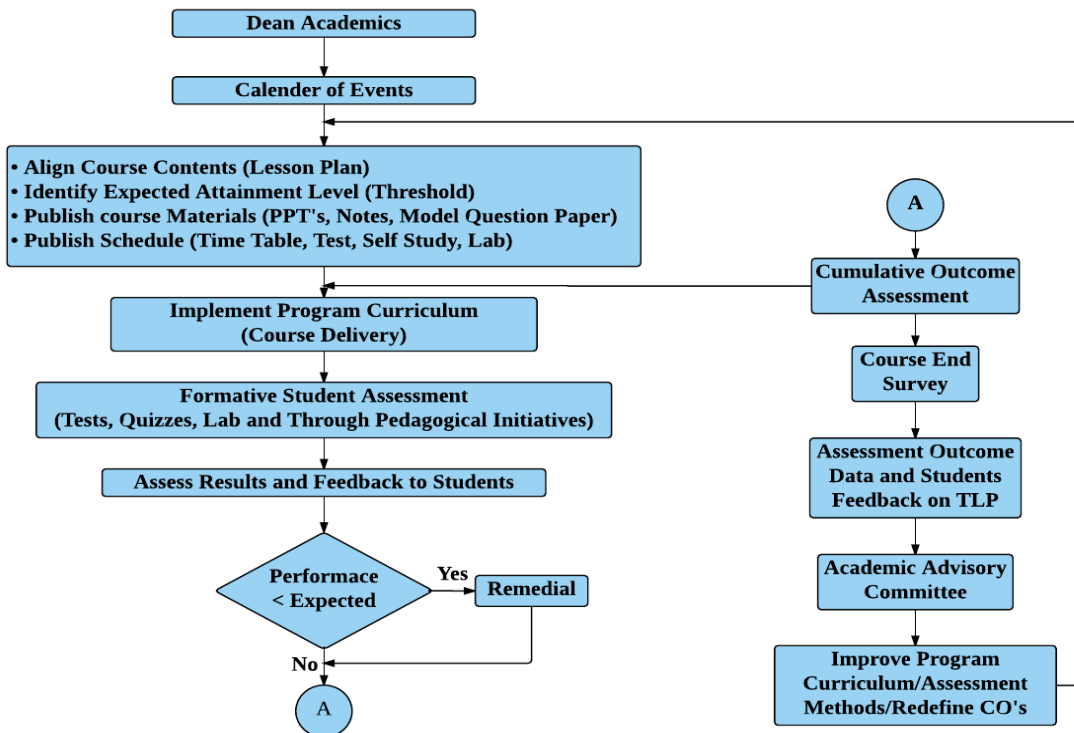 Dean Academics
Calender of Events
• Align Course Contents (Lesson Plan)
• Identify Expected Attainment Level (Threshold)
• Publish course Materials (PPT's, Notes, Model Question Paper)
• Publish Schedule (Time Table, Test, Self Study, Lab)
Implement Program Curriculum
(Course Delivery)
Formative Student Assessment
(Tests, Quizzes, Lab and Through Pedagogical Initiatives)
Assess Results and Feedback to Students
Performace
< Expected
Yes
Remedial
No
A
A
Cumulative Outcome
Assessment
Course End
Survey
Assessment Outcome
Data and Students
Feedback on TLP
Academic Advisory
Committee
Improve Program
Curriculum/Assessment
Methods/Redefine CO's